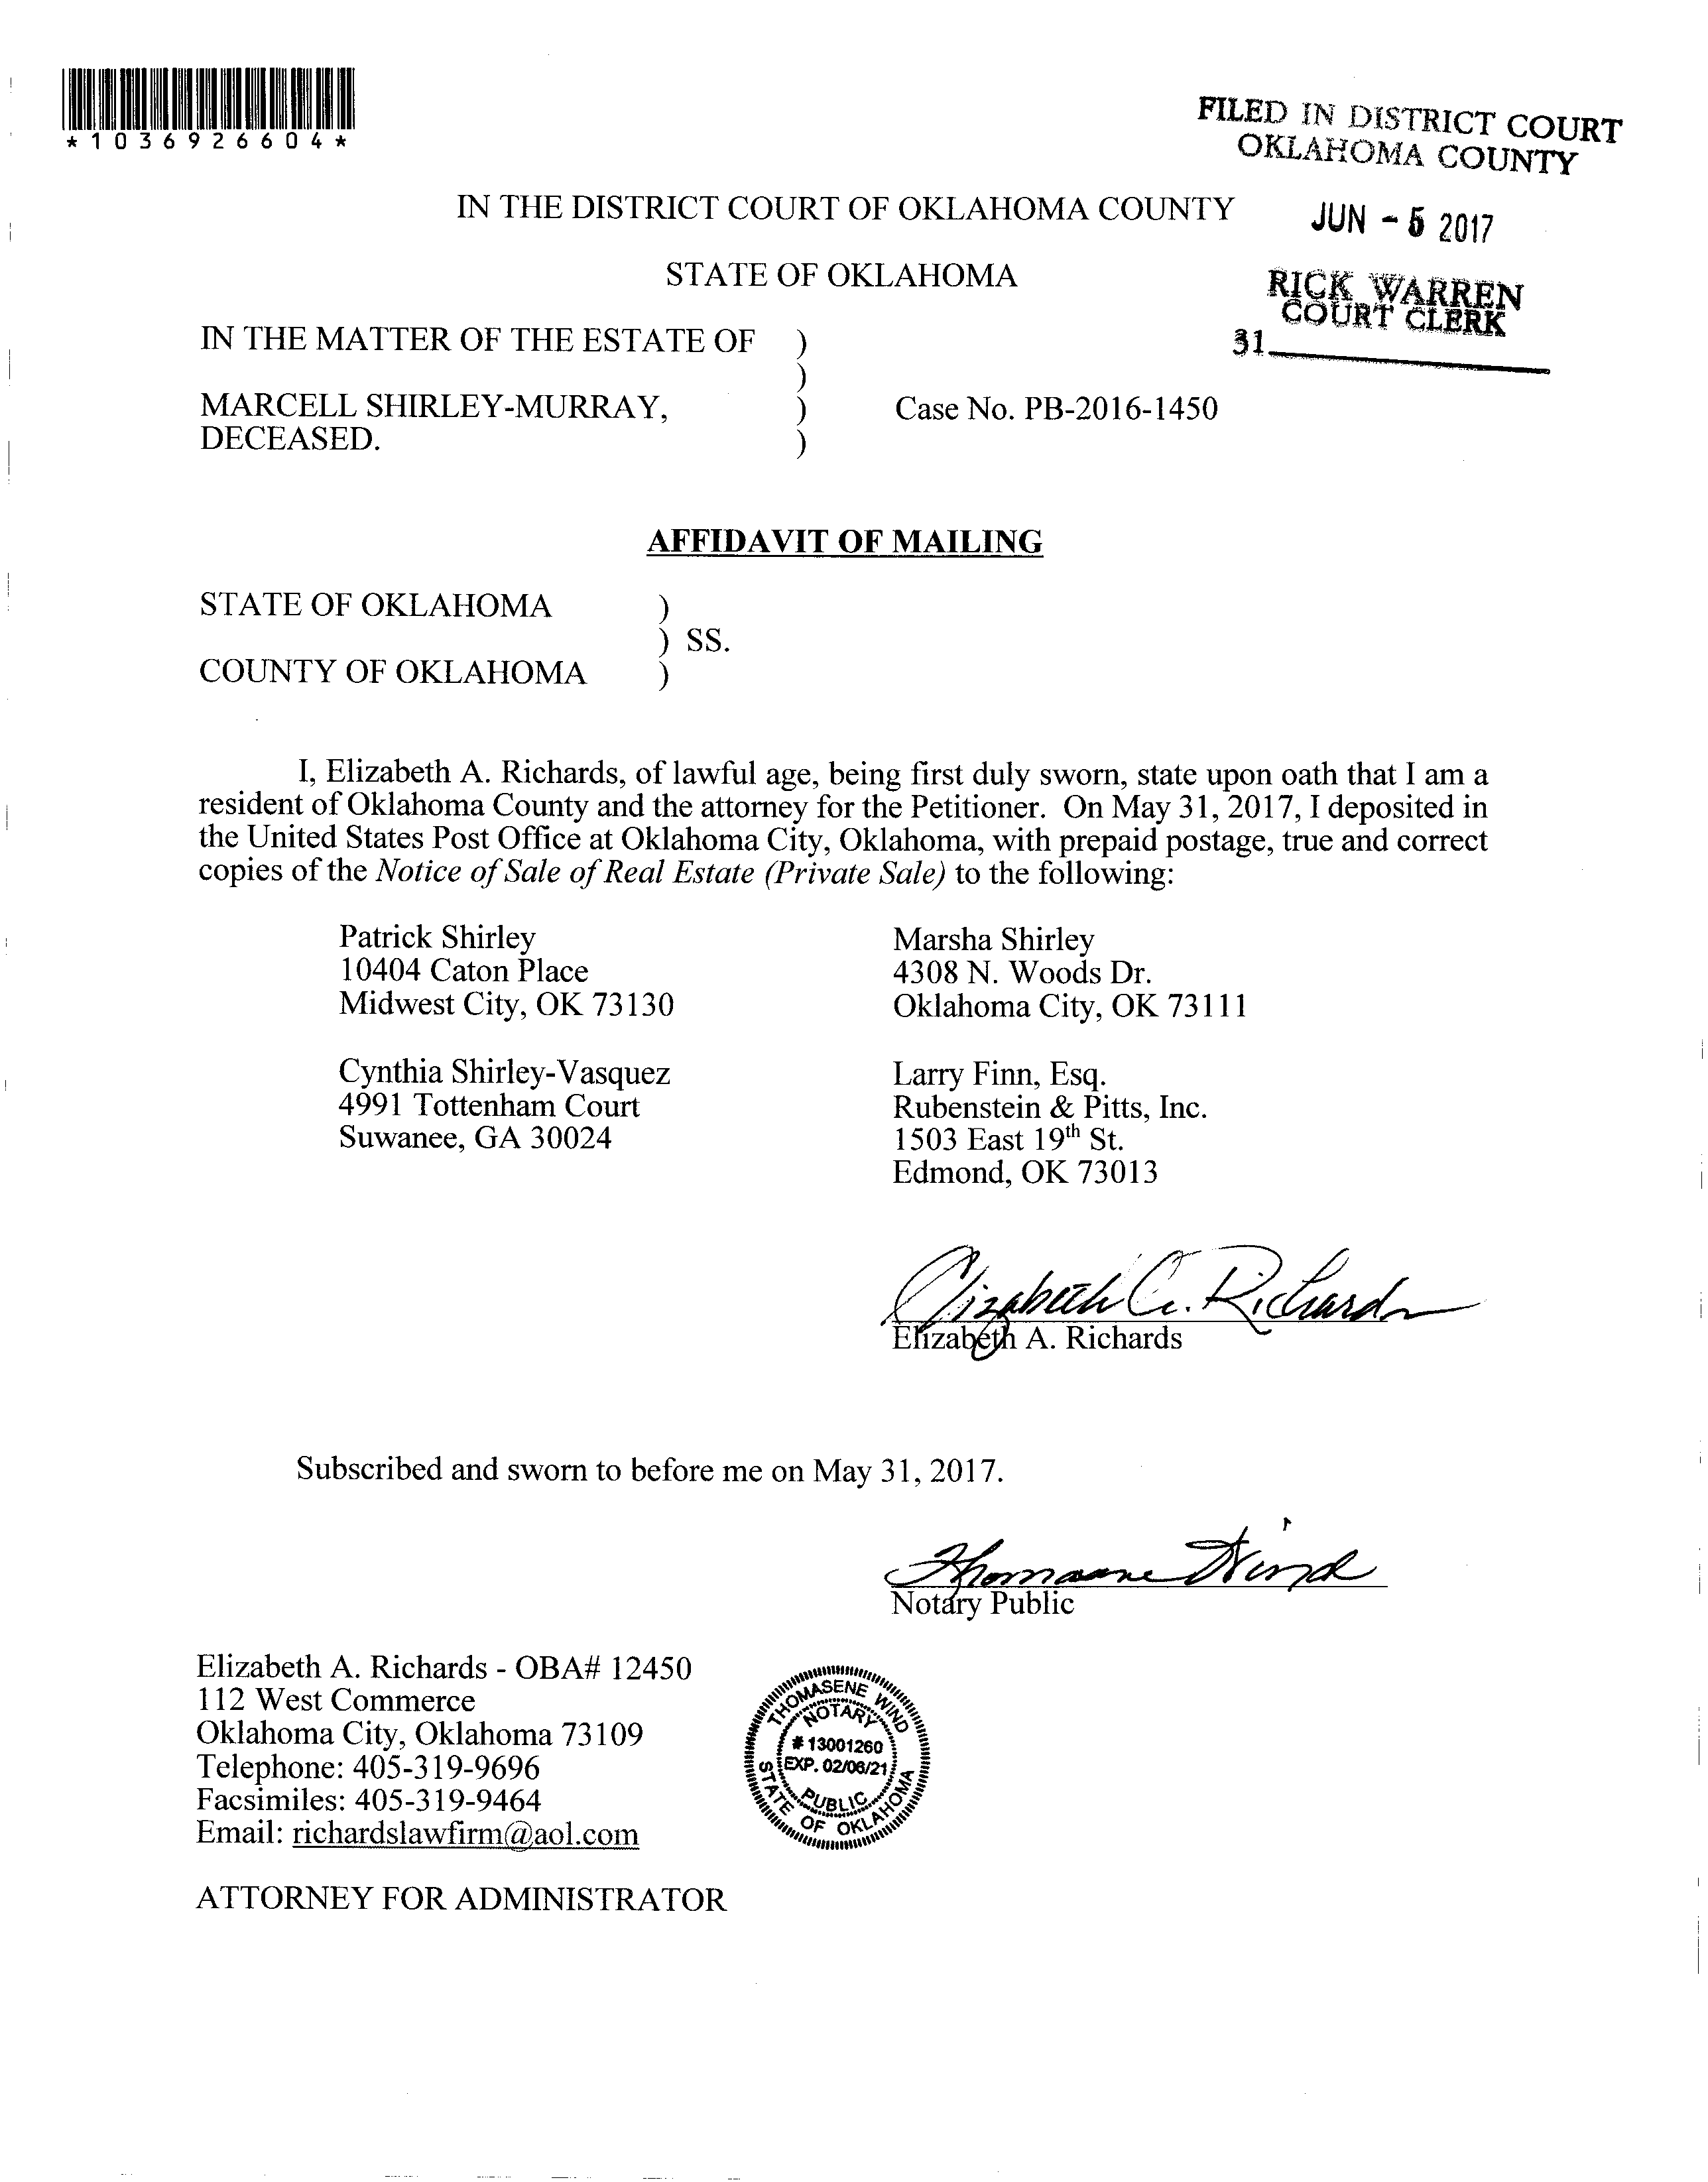 *1036926604*
FILED IN DISTRICT COURT
OKLAHOMA COUNTY
JUN - 5 2017
RICK WARREN
COURT CLERK
31
IN THE DISTRICT COURT OF OKLAHOMA COUNTY
STATE OF OKLAHOMA
IN THE MATTER OF THE ESTATE OF )
)
MARCELL SHIRLEY-MURRAY, ) Case No. PB-2016-1450
DECEASED. )
AFFIDAVIT OF MAILING
STATE OF OKLAHOMA )
) SS.
COUNTY OF OKLAHOMA )
I, Elizabeth A. Richards, of lawful age, being first duly sworn, state upon oath that I am a
resident of Oklahoma County and the attorney for the Petitioner. On May 31, 2017, I deposited in
the United States Post Office at Oklahoma City, Oklahoma, with prepaid postage, true and correct
copies of the Notice of Sale of Real Estate (Private Sale) to the following:
Patrick Shirley
10404 Caton Place
Midwest City, OK 73130
Marsha Shirley
4308 N. Woods Dr.
Oklahoma City, OK 73111
Cynthia Shirley-Vasquez
4991 Tottenham Court
Suwanee, GA 30024
Larry Finn, Esq.
Rubenstein & Pitts, Inc.
1503 East 19th St.
Edmond, OK 73013
Elizabeth A. Richards
Elizabeth A. Richards
Subscribed and sworn to before me on May 31, 2017.
Thomasene Wind
Notary Public
Elizabeth A. Richards - OBA# 12450
112 West Commerce
Oklahoma City, Oklahoma 73109
Telephone: 405-319-9696
Facsimiles: 405-319-9464
Email: richardslawfirm@aol.com
THOMASENE WIND
NOTARY
# 13001260
EXP. 02/06/21
PUBLIC
STATE OF OKLAHOMA
ATTORNEY FOR ADMINISTRATOR